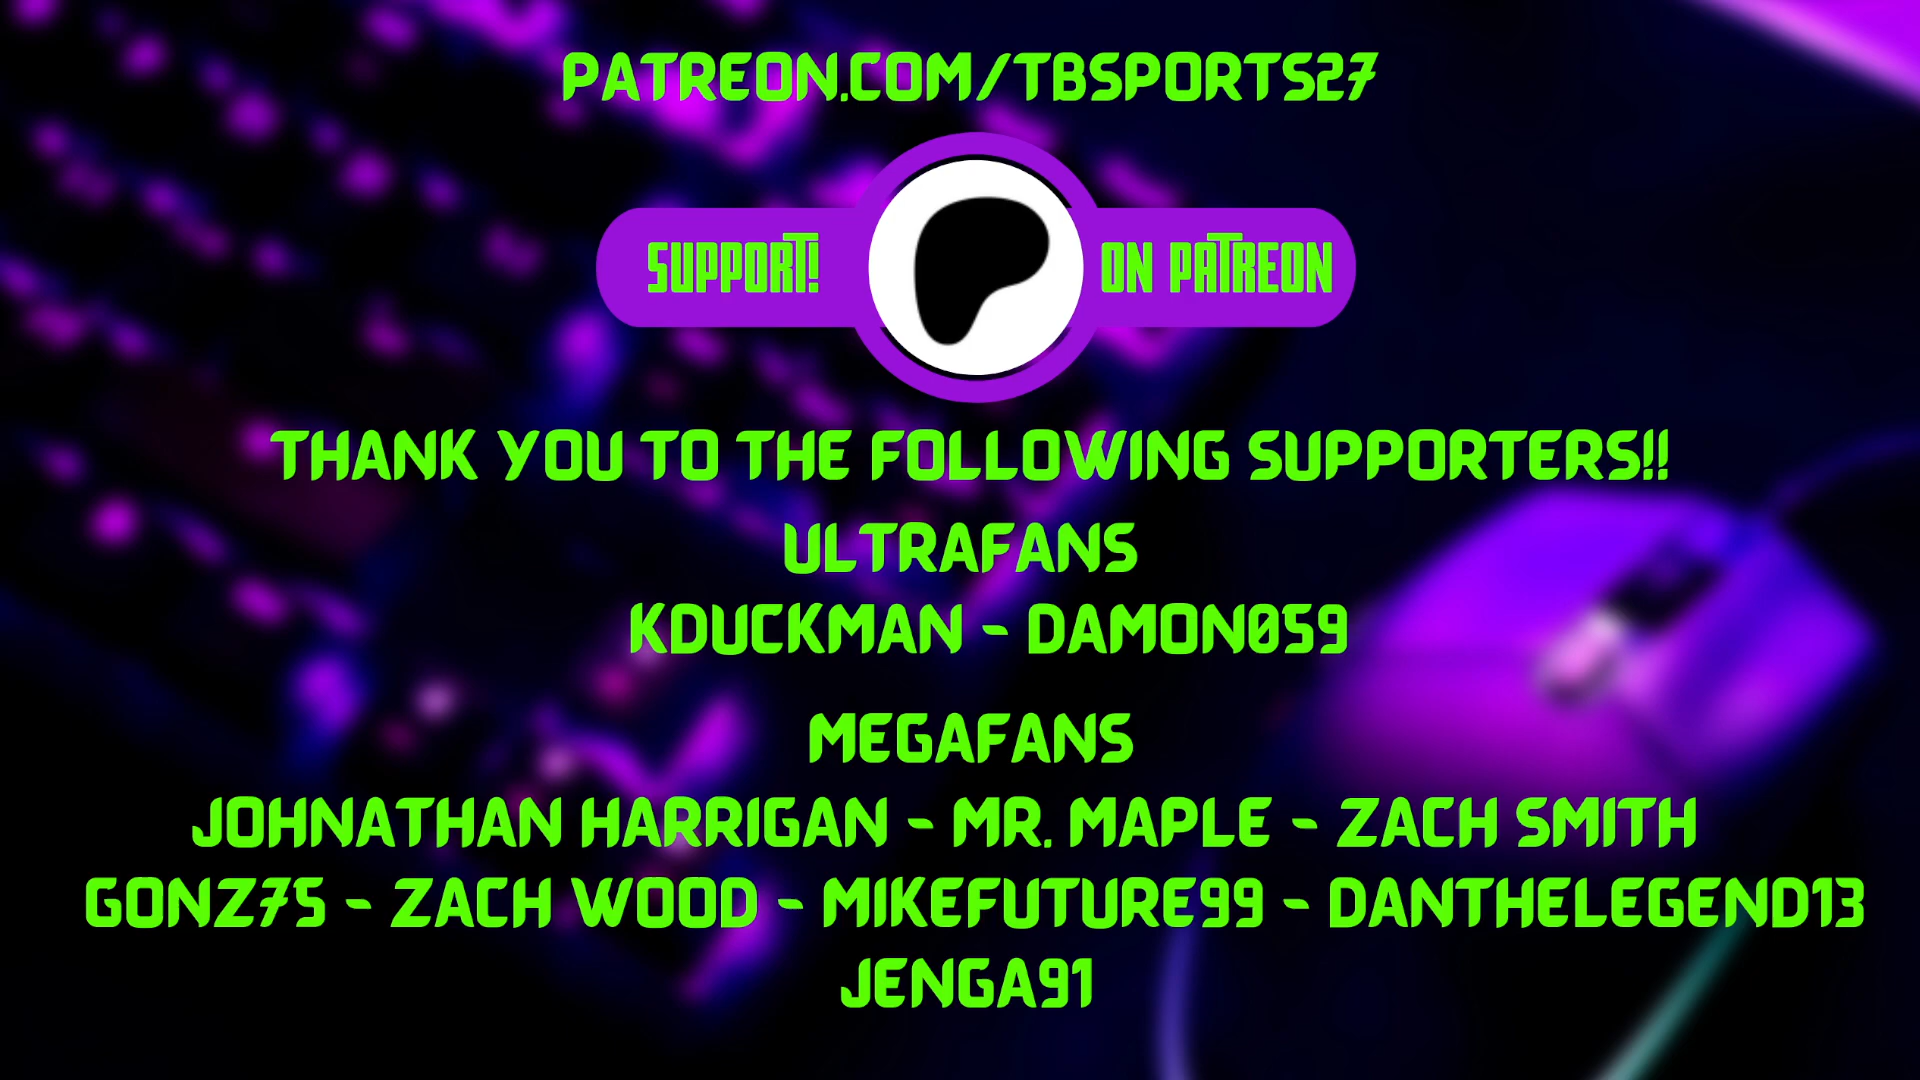 PATREON.COM/TBSPORTS27
SUPPORT! ON PATREON
THANK YOU TO THE FOLLOWING SUPPORTERS!!
ULTRAFANS
KDUCKMAN - DAMON059
MEGAFANS
JOHNATHAN HARRIGAN - MR. MAPLE - ZACH SMITH
GONZ75 - ZACH WOOD - MIKEFUTURE99 - DANTHELEGEND13
JENGA91